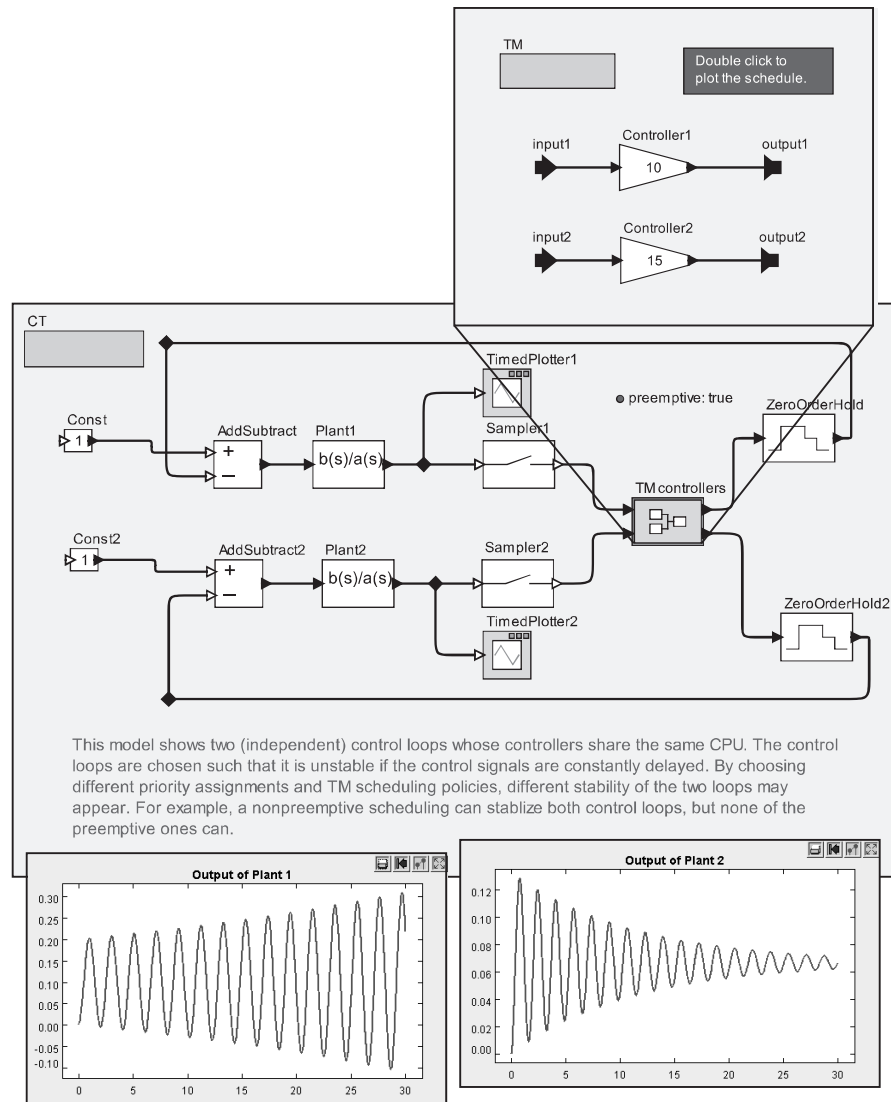 TM
Double click to
plot the schedule.
input1
Controller1
10
output1
input2
Controller2
15
output2
CT
TimedPlotter1
preemptive: true
Const
1
AddSubtract
+
−
Plant1
b(s)/a(s)
Sampler1
ZeroOrderHold
TM controllers
Const2
1
AddSubtract2
+
−
Plant2
b(s)/a(s)
Sampler2
TimedPlotter2
ZeroOrderHold2
This model shows two (independent) control loops whose controllers share the same CPU. The control
loops are chosen such that it is unstable if the control signals are constantly delayed. By choosing
different priority assignments and TM scheduling policies, different stability of the two loops may
appear. For example, a nonpreemptive scheduling can stablize both control loops, but none of the
preemptive ones can.
Output of Plant 1
0.30
0.25
0.20
0.15
0.10
0.05
0.00
-0.05
-0.10
0 5 10 15 20 25 30
Output of Plant 2
0.12
0.10
0.08
0.06
0.04
0.02
0.00
0 5 10 15 20 25 30